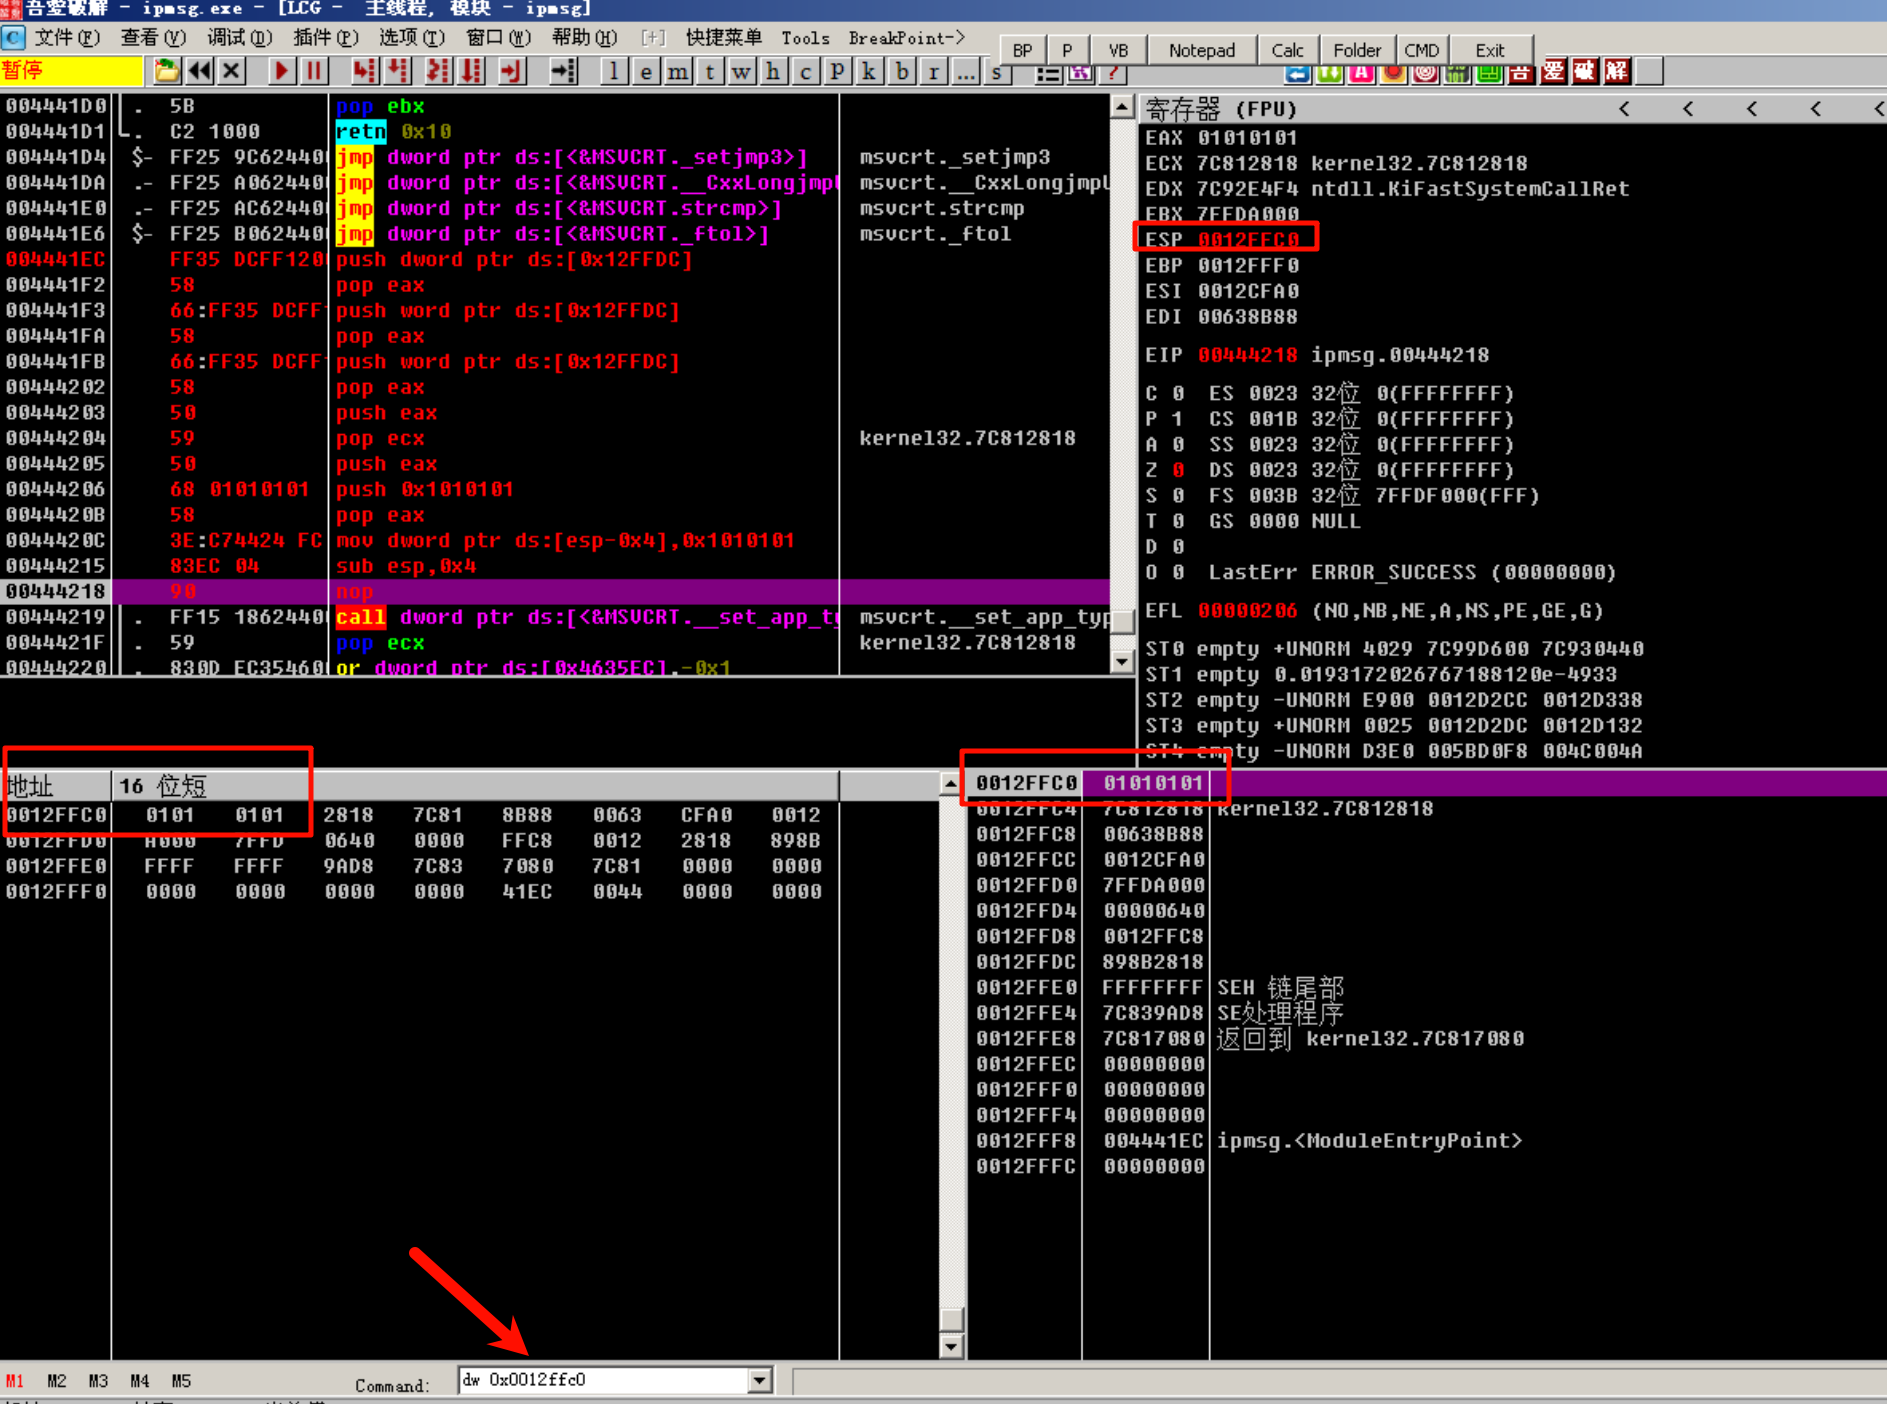 吾爱破解 - ipmsg.exe - [LCG - 主线程, 模块 - ipmsg]
C 文件(F) 查看(V) 调试(D) 插件(P) 选项(T) 窗口(W) 帮助(H) [+] 快捷菜单 Tools BreakPoint->
BP P VB Notepad Calc Folder CMD Exit
暂停 l e m t w h c P k b r ... s ? 吾 爱 破 解
004441D0 . 5B pop ebx
004441D1 . C2 1000 retn 0x10
004441D4 $- FF25 9C62440 jmp dword ptr ds:[<&MSVCRT._setjmp3>] msvcrt._setjmp3
004441DA .- FF25 A062440 jmp dword ptr ds:[<&MSVCRT.__CxxLongjmpU msvcrt.__CxxLongjmpU
004441E0 .- FF25 AC62440 jmp dword ptr ds:[<&MSVCRT.strcmp>] msvcrt.strcmp
004441E6 $- FF25 B062440 jmp dword ptr ds:[<&MSVCRT._ftol>] msvcrt._ftol
004441EC FF35 DCFF120 push dword ptr ds:[0x12FFDC]
004441F2 58 pop eax
004441F3 66:FF35 DCFF1 push word ptr ds:[0x12FFDC]
004441FA 58 pop eax
004441FB 66:FF35 DCFF1 push word ptr ds:[0x12FFDC]
00444202 58 pop eax
00444203 50 push eax
00444204 59 pop ecx kernel32.7C812818
00444205 50 push eax
00444206 68 01010101 push 0x1010101
0044420B 58 pop eax
0044420C 3E:C74424 FC mov dword ptr ds:[esp-0x4],0x1010101
00444215 83EC 04 sub esp,0x4
00444218 90 nop
00444219 . FF15 1862440 call dword ptr ds:[<&MSVCRT.__set_app_ty msvcrt.__set_app_typ
0044421F . 59 pop ecx kernel32.7C812818
00444220 . 830D EC35460 or dword ptr ds:[0x4635EC],-0x1
寄存器 (FPU) < < < < <
EAX 01010101
ECX 7C812818 kernel32.7C812818
EDX 7C92E4F4 ntdll.KiFastSystemCallRet
EBX 7FFDA000
ESP 0012FFC0
EBP 0012FFF0
ESI 0012CFA0
EDI 00638B88
EIP 00444218 ipmsg.00444218
C 0 ES 0023 32位 0(FFFFFFFF)
P 1 CS 001B 32位 0(FFFFFFFF)
A 0 SS 0023 32位 0(FFFFFFFF)
Z 0 DS 0023 32位 0(FFFFFFFF)
S 0 FS 003B 32位 7FFDF000(FFF)
T 0 GS 0000 NULL
D 0
O 0 LastErr ERROR_SUCCESS (00000000)
EFL 00000206 (NO,NB,NE,A,NS,PE,GE,G)
ST0 empty +UNORM 4029 7C99D600 7C930440
ST1 empty 0.0193172026767188120e-4933
ST2 empty -UNORM E900 0012D2CC 0012D338
ST3 empty +UNORM 0025 0012D2DC 0012D132
ST4 empty -UNORM D3E0 005BD0F8 004C004A
地址 16 位短
0012FFC0 0101 0101 2818 7C81 8B88 0063 CFA0 0012
0012FFD0 A000 7FFD 0640 0000 FFC8 0012 2818 898B
0012FFE0 FFFF FFFF 9AD8 7C83 7080 7C81 0000 0000
0012FFF0 0000 0000 0000 0000 41EC 0044 0000 0000
0012FFC0 01010101
0012FFC4 7C812818 kernel32.7C812818
0012FFC8 00638B88
0012FFCC 0012CFA0
0012FFD0 7FFDA000
0012FFD4 00000640
0012FFD8 0012FFC8
0012FFDC 898B2818
0012FFE0 FFFFFFFF SEH 链尾部
0012FFE4 7C839AD8 SE处理程序
0012FFE8 7C817080 返回到 kernel32.7C817080
0012FFEC 00000000
0012FFF0 00000000
0012FFF4 00000000
0012FFF8 004441EC ipmsg.<ModuleEntryPoint>
0012FFFC 00000000
M1 M2 M3 M4 M5 Command: dw 0x0012ffc0